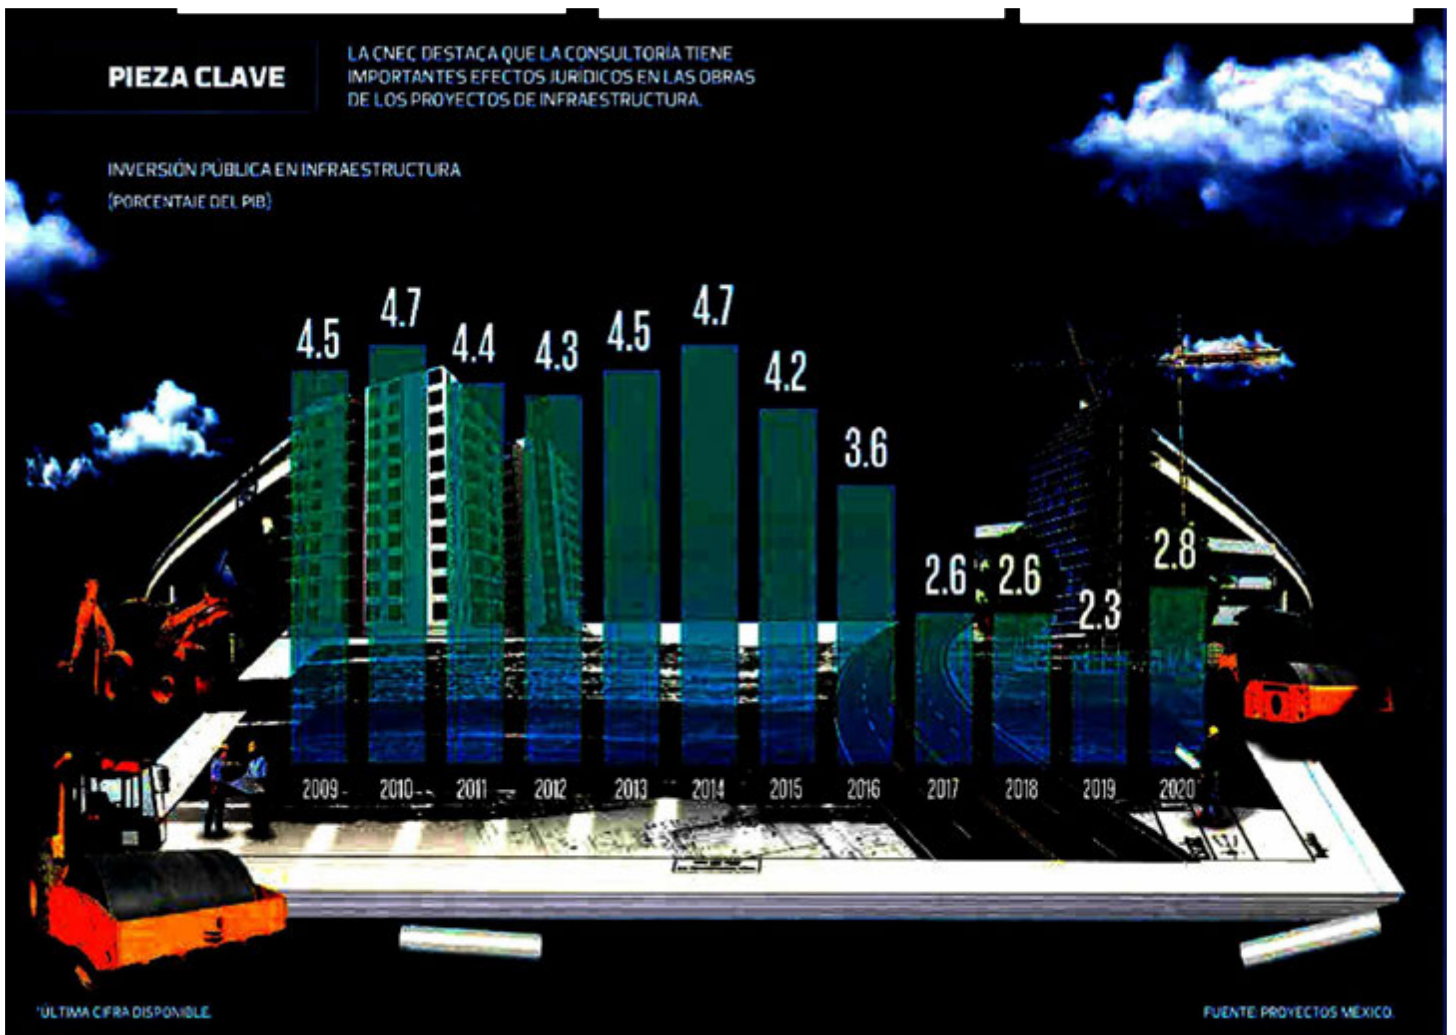 PIEZA CLAVE
LA CNEC DESTACA QUE LA CONSULTORÍA TIENE
IMPORTANTES EFECTOS JURÍDICOS EN LAS OBRAS
DE LOS PROYECTOS DE INFRAESTRUCTURA.
INVERSIÓN PÚBLICA EN INFRAESTRUCTURA
(PORCENTAJE DEL PIB)
4.5 4.7 4.4 4.3 4.5 4.7 4.2 3.6 2.6 2.6 2.3 2.8
2009 2010 2011 2012 2013 2014 2015 2016 2017 2018 2019 2020
*ÚLTIMA CIFRA DISPONIBLE.
FUENTE: PROYECTOS MÉXICO.